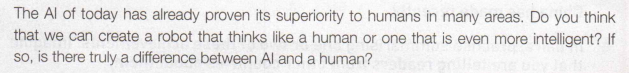 The AI of today has already proven its superiority to humans in many areas. Do you think
that we can create a robot that thinks like a human or one that is even more intelligent? If
so, is there truly a difference between AI and a human?